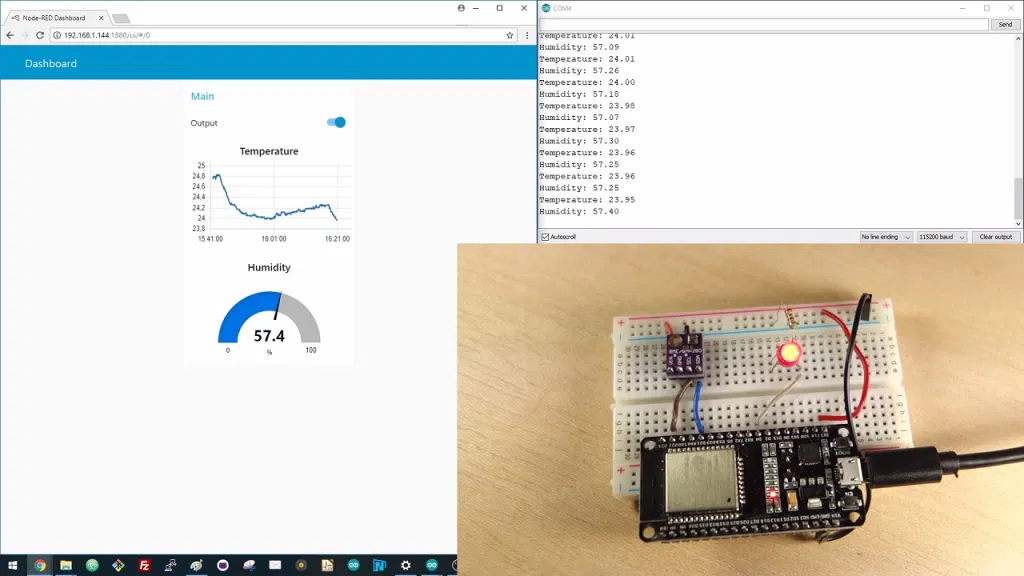 Node-RED Dashboard
192.168.1.144:1880/ui/#/0
Dashboard
Main
Output
Temperature
25
24,8
24,6
24,4
24,2
24
23,8
15:41:00 16:01:00 16:21:00
Humidity
57.4
0 % 100
COM4
Send
Temperature: 24.01
Humidity: 57.09
Temperature: 24.01
Humidity: 57.26
Temperature: 24.00
Humidity: 57.18
Temperature: 23.98
Humidity: 57.07
Temperature: 23.97
Humidity: 57.30
Temperature: 23.96
Humidity: 57.25
Temperature: 23.96
Humidity: 57.25
Temperature: 23.95
Humidity: 57.40
Autoscroll
No line ending
115200 baud
Clear output